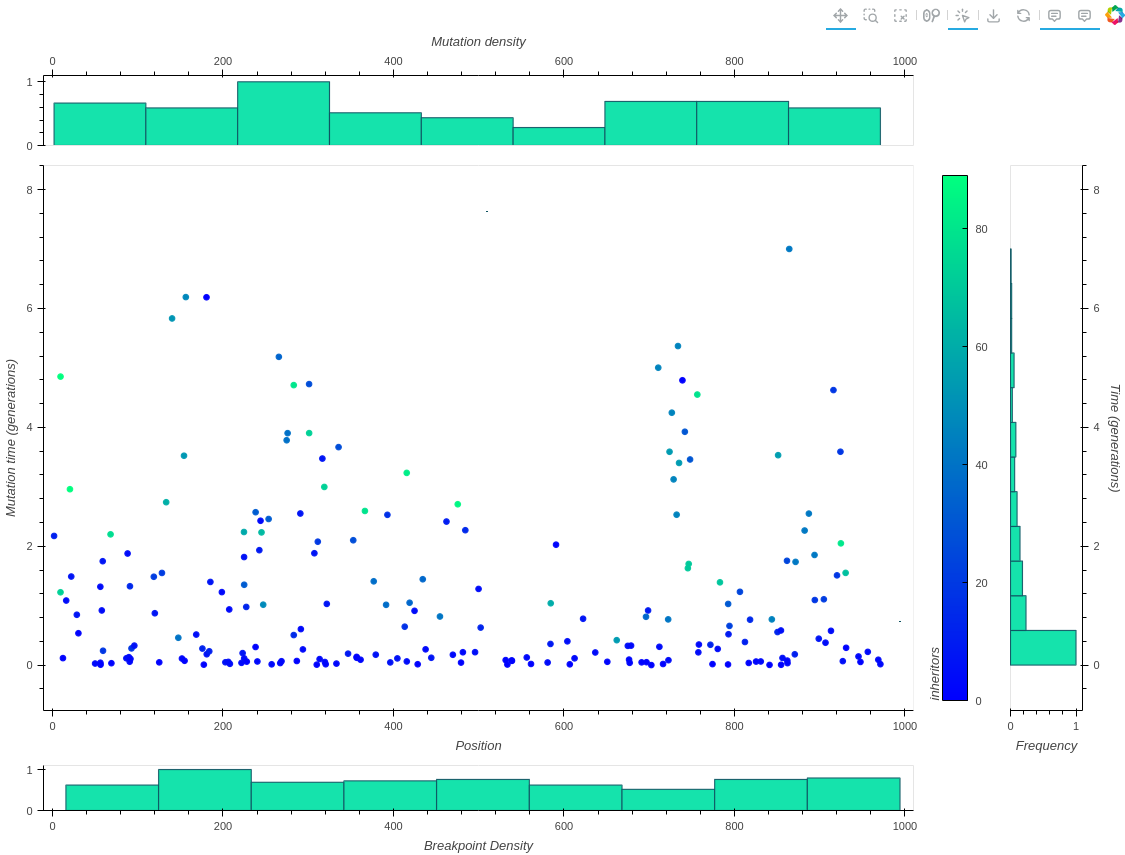 Mutation density
0 200 400 600 800 1000
1
0
8
6
4
2
0
Mutation time (generations)
0 200 400 600 800 1000
Position
80
60
40
20
0
inheritors
8
6
4
2
0
Time (generations)
0 1
Frequency
1
0
0 200 400 600 800 1000
Breakpoint Density